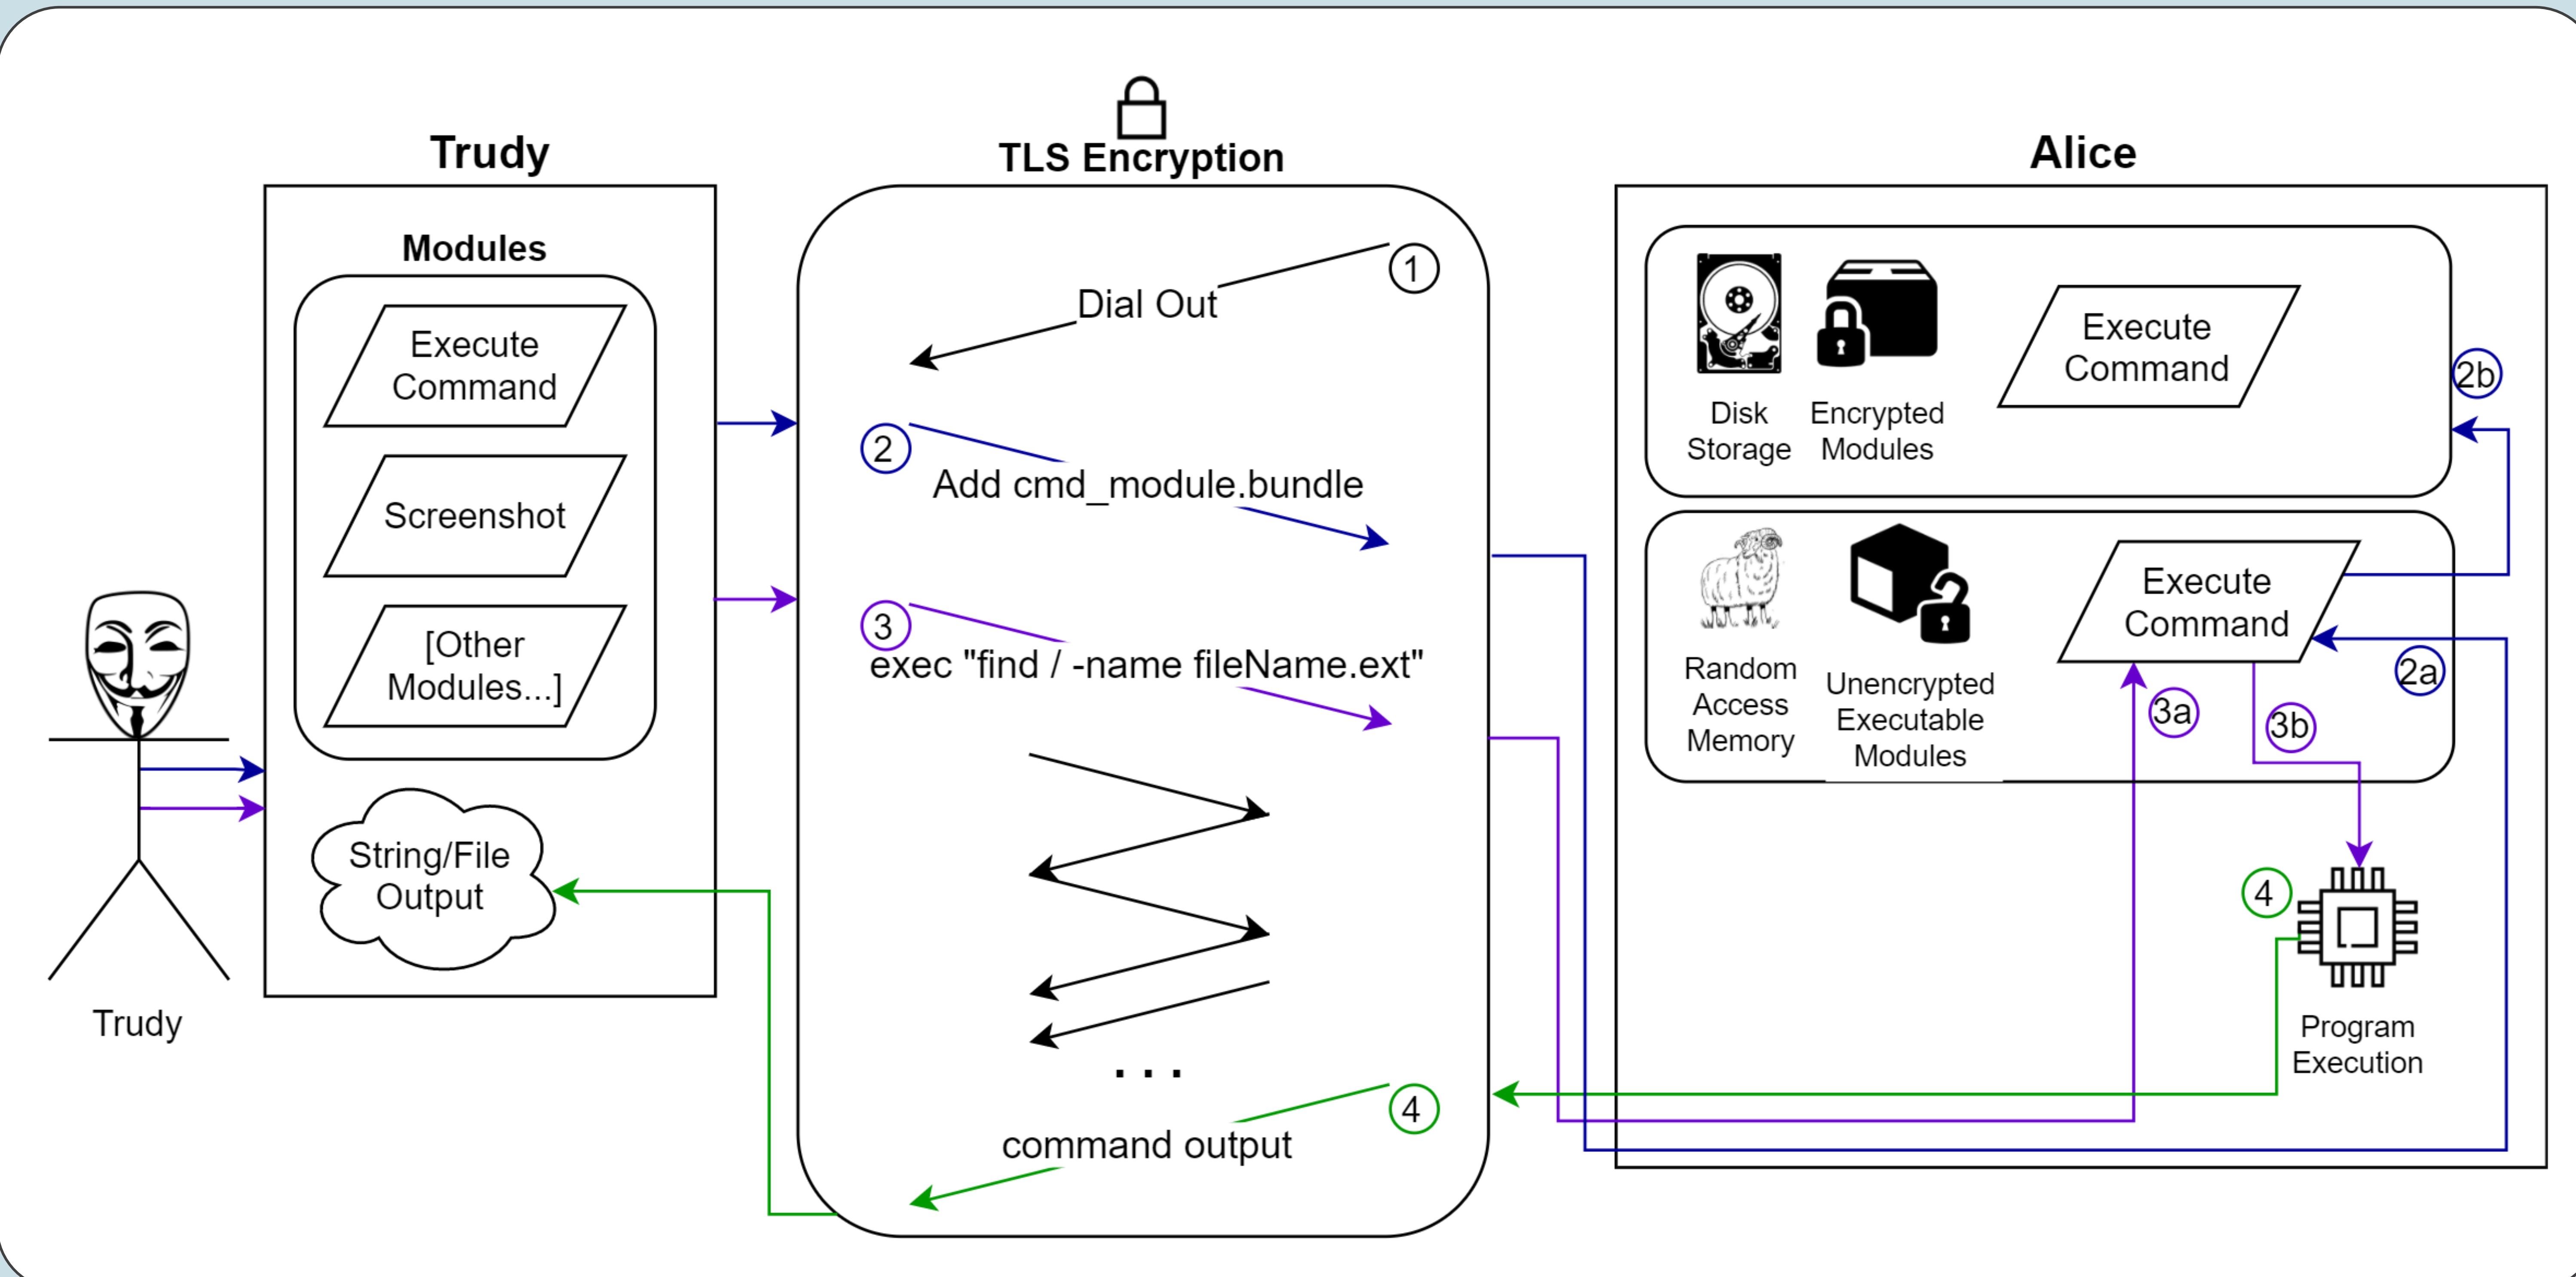 Trudy
TLS Encryption
Alice
Modules
Execute
Command
Screenshot
[Other
Modules...]
String/File
Output
Trudy
1
Dial Out
2
Add cmd_module.bundle
3
exec "find / -name fileName.ext"
...
4
command output
Disk
Storage
Encrypted
Modules
Execute
Command
2b
Random
Access
Memory
Unencrypted
Executable
Modules
Execute
Command
2a
3a
3b
4
Program
Execution